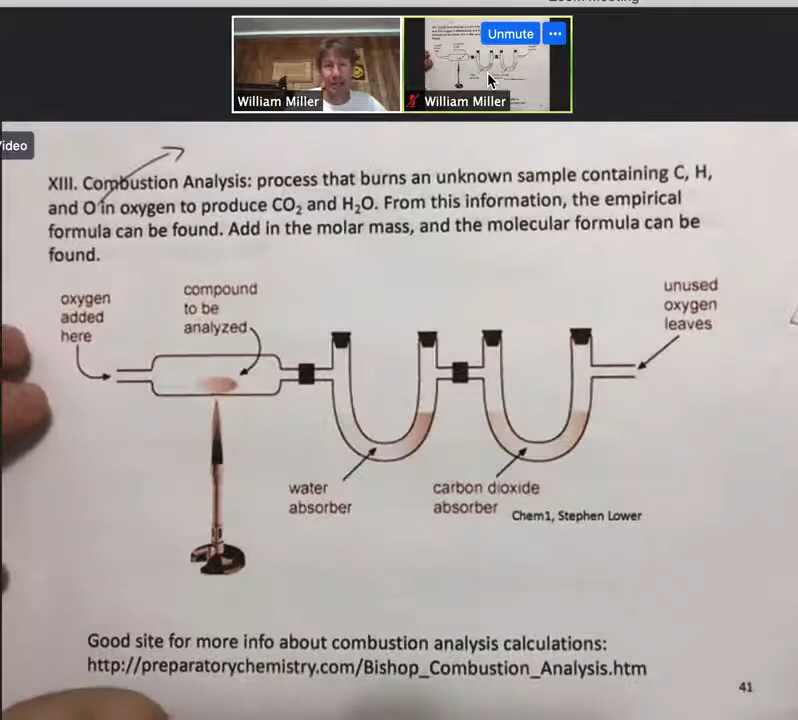 Zoom Meeting
Unmute
William Miller
William Miller
Video
XIII. Combustion Analysis: process that burns an unknown sample containing C, H,
and O in oxygen to produce CO₂ and H₂O. From this information, the empirical
formula can be found. Add in the molar mass, and the molecular formula can be
found.
oxygen
added
here
compound
to be
analyzed
unused
oxygen
leaves
water
absorber
carbon dioxide
absorber
Chem1, Stephen Lower
Good site for more info about combustion analysis calculations:
http://preparatorychemistry.com/Bishop_Combustion_Analysis.htm
41